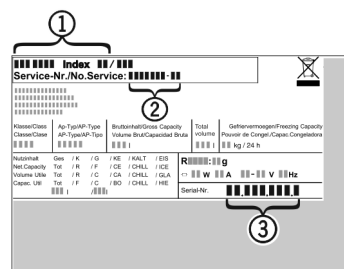 1
Index /
Service-Nr./No.Service: -
2
Klasse/Class Ap-Typ/AP-Type Bruttoinhalt/Gross Capacity Total Gefriervermoegen/Freezing Capacity
Classe/Clase AP-Type/AP-Tipo Volume Brut/Capacidad Bruta volume Pouvoir de Congel./Capac.Congeladora
l l kg / 24 h
Nutzinhalt Ges / K / G / KE / KALT / EIS
Net.Capacity Tot / R / F / CE / CHILL / ICE
Volume Utile Tot / R / C / CA / CHILL / GLA
Capac. Util Tot / F / C / BO / CHILL / HIE
l / l
R : g
W A - V Hz
Serial-Nr.
3